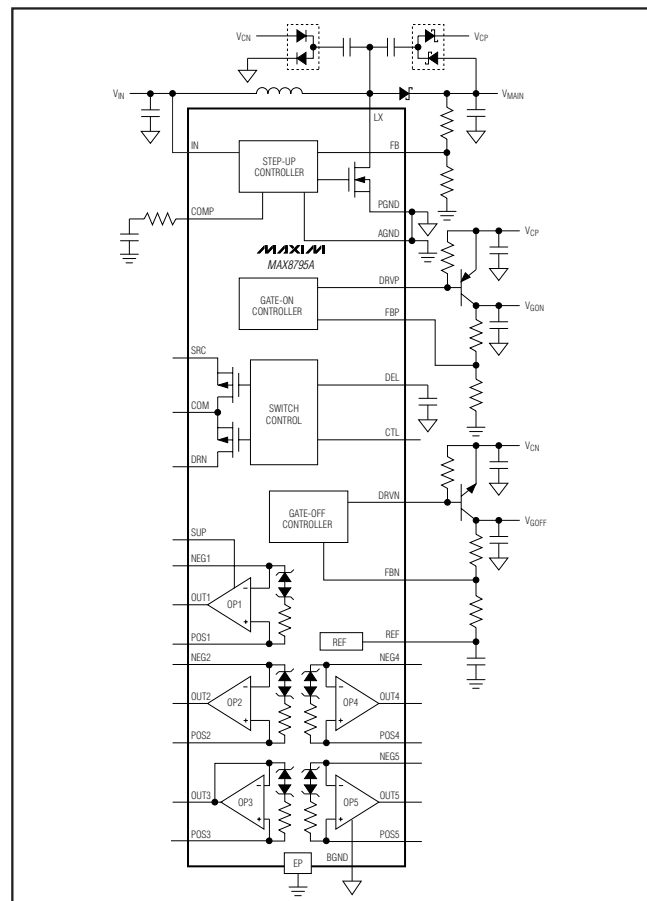 VCN
VCP
VIN
VMAIN
LX
IN
FB
STEP-UP
CONTROLLER
PGND
COMP
AGND
MAXIM
MAX8795A
VCP
DRVP
GATE-ON
CONTROLLER
VGON
FBP
SRC
DEL
SWITCH
CONTROL
COM
CTL
DRN
VCN
DRVN
GATE-OFF
CONTROLLER
VGOFF
SUP
NEG1
FBN
OUT1
OP1
POS1
REF
REF
NEG2
NEG4
OUT2
OP2
OP4
OUT4
POS2
POS4
NEG5
OUT3
OP3
OP5
OUT5
POS3
POS5
EP
BGND